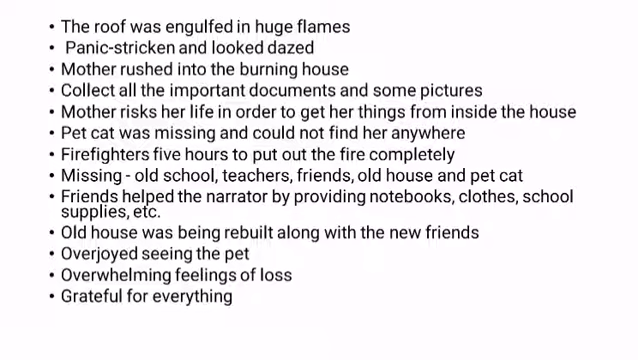 • The roof was engulfed in huge flames
• Panic-stricken and looked dazed
• Mother rushed into the burning house
• Collect all the important documents and some pictures
• Mother risks her life in order to get her things from inside the house
• Pet cat was missing and could not find her anywhere
• Firefighters five hours to put out the fire completely
• Missing - old school, teachers, friends, old house and pet cat
• Friends helped the narrator by providing notebooks, clothes, school
supplies, etc.
• Old house was being rebuilt along with the new friends
• Overjoyed seeing the pet
• Overwhelming feelings of loss
• Grateful for everything